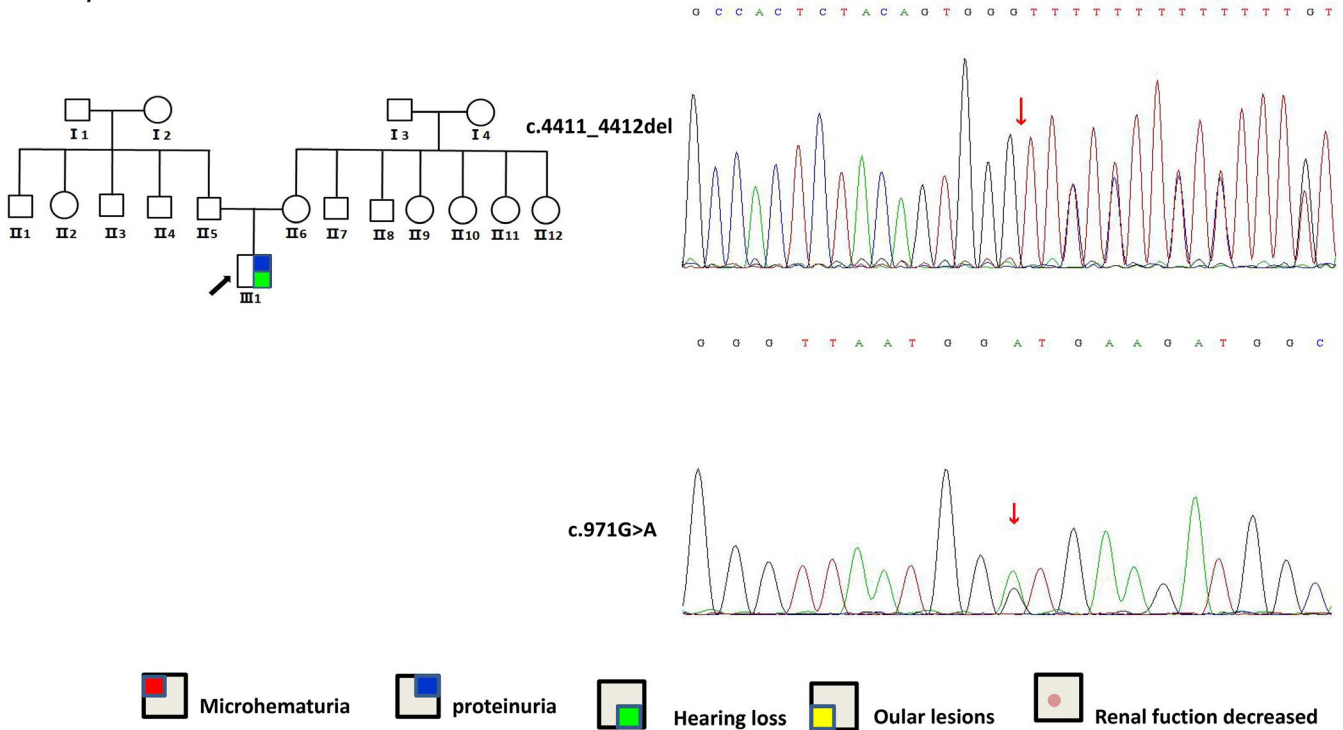 G C C A C T C T A C A G T G G G T T T T T T T T T T T T T G T
I 1 I 2 I 3 I 4
c.4411_4412del
II1 II2 II3 II4 II5 II6 II7 II8 II9 II10 II11 II12
III1
G G G T T A A T G G A T G A A G A T G G C
c.971G>A
Microhematuria proteinuria Hearing loss Oular lesions Renal fuction decreased